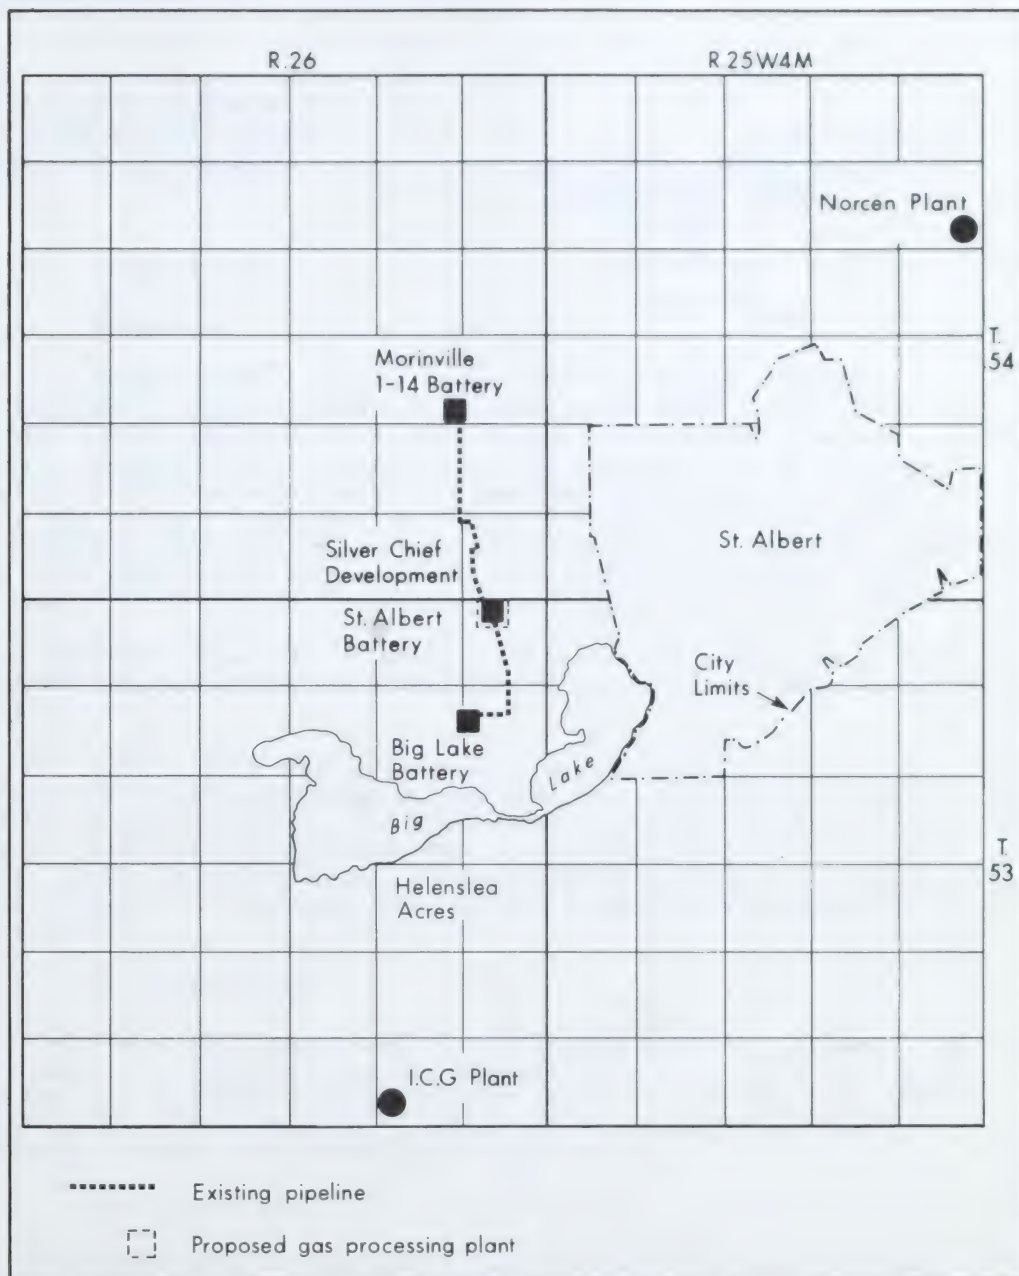 R.26
R 25W4M
Norcen Plant
T.
54
Morinville
1-14 Battery
Silver Chief
Development
St. Albert
St. Albert
Battery
City
Limits
Big Lake
Battery
Lake
Big
T.
53
Helenslea
Acres
I.C.G Plant
Existing pipeline
Proposed gas processing plant